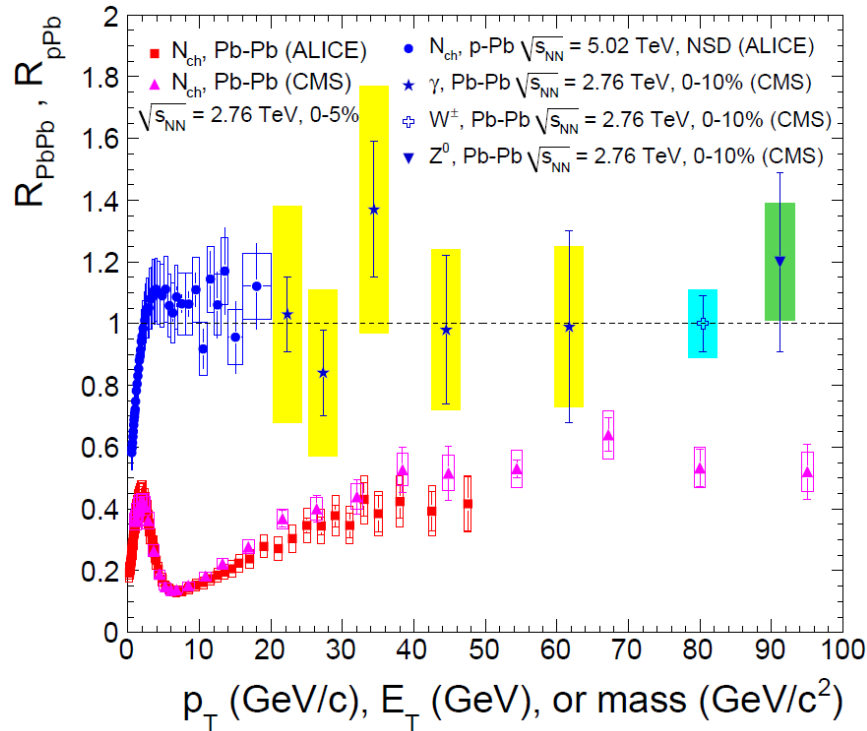 R_PbPb , R_pPb
2
1.8
1.6
1.4
1.2
1
0.8
0.6
0.4
0.2
0
N_ch, Pb-Pb (ALICE)
N_ch, Pb-Pb (CMS)
√s_NN = 2.76 TeV, 0-5%
N_ch, p-Pb √s_NN = 5.02 TeV, NSD (ALICE)
γ, Pb-Pb √s_NN = 2.76 TeV, 0-10% (CMS)
W^±, Pb-Pb √s_NN = 2.76 TeV, 0-10% (CMS)
Z^0, Pb-Pb √s_NN = 2.76 TeV, 0-10% (CMS)
0 10 20 30 40 50 60 70 80 90 100
p_T (GeV/c), E_T (GeV), or mass (GeV/c^2)